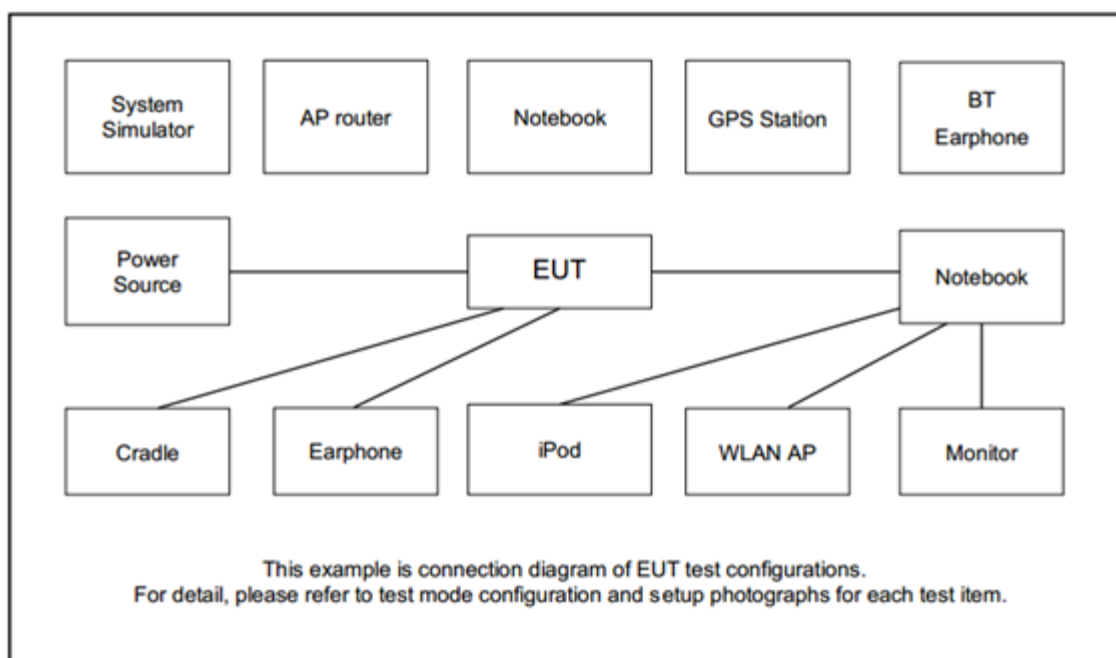 System
Simulator
AP router
Notebook
GPS Station
BT
Earphone
Power
Source
EUT
Notebook
Cradle
Earphone
iPod
WLAN AP
Monitor
This example is connection diagram of EUT test configurations.
For detail, please refer to test mode configuration and setup photographs for each test item.